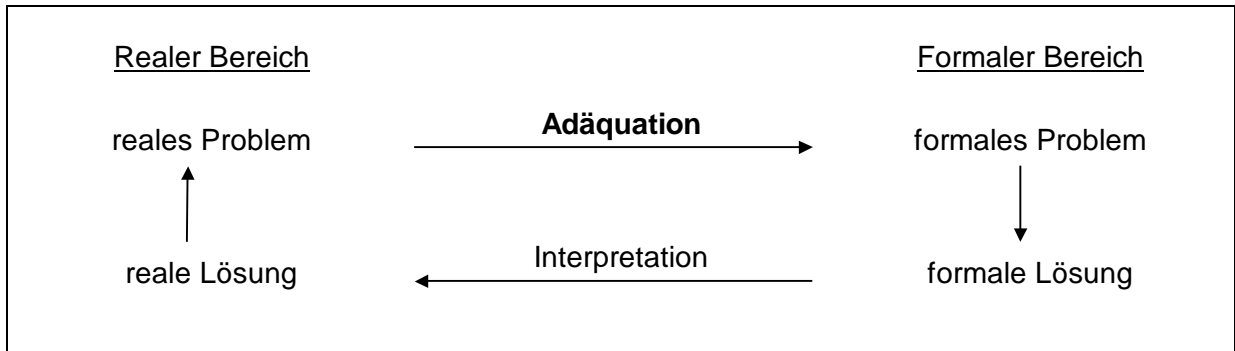 Realer Bereich Formaler Bereich
Adäquation
reales Problem formales Problem
Interpretation
reale Lösung formale Lösung